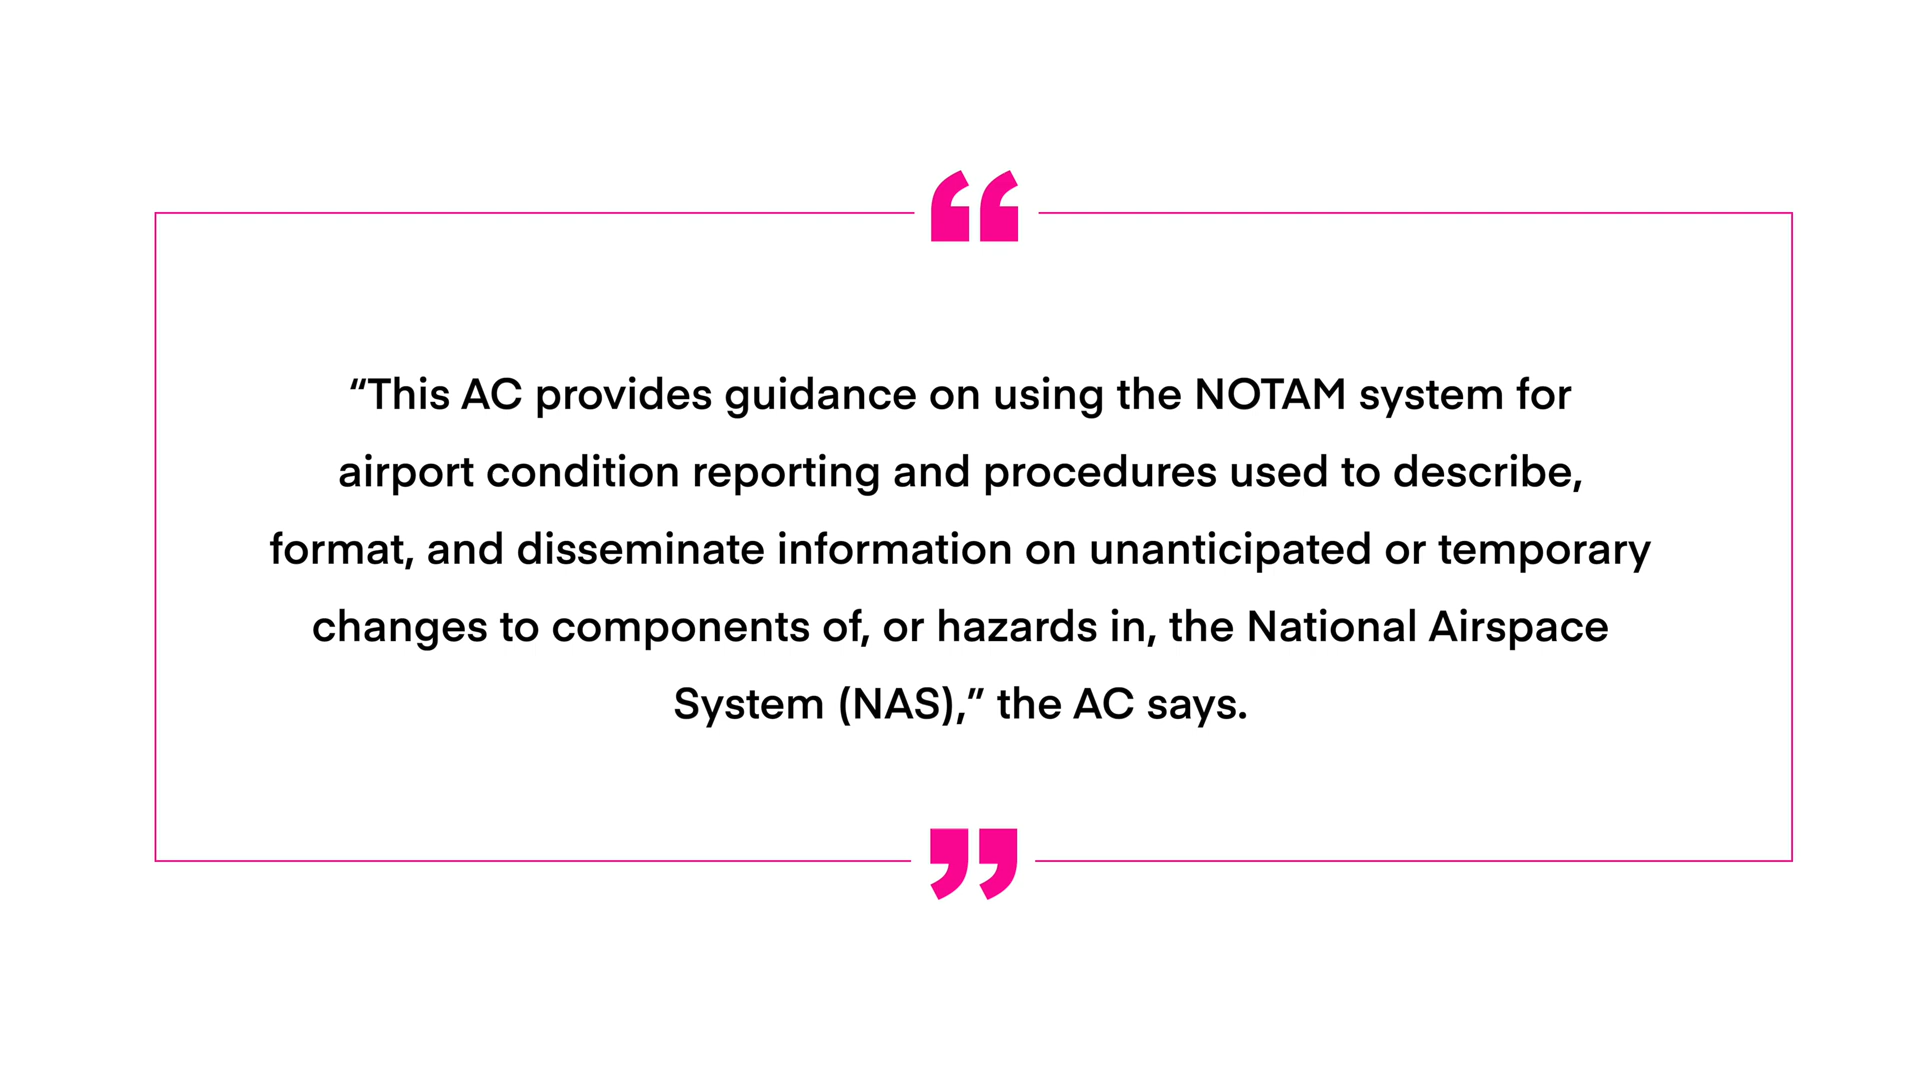 “This AC provides guidance on using the NOTAM system for
airport condition reporting and procedures used to describe,
format, and disseminate information on unanticipated or temporary
changes to components of, or hazards in, the National Airspace
System (NAS),” the AC says.